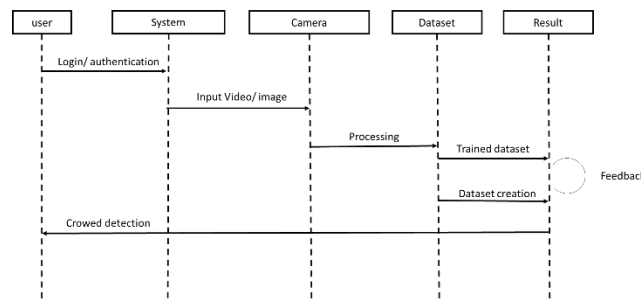 user System Camera Dataset Result
Login/ authentication
Input Video/ image
Processing
Trained dataset
Feedback
Dataset creation
Crowed detection